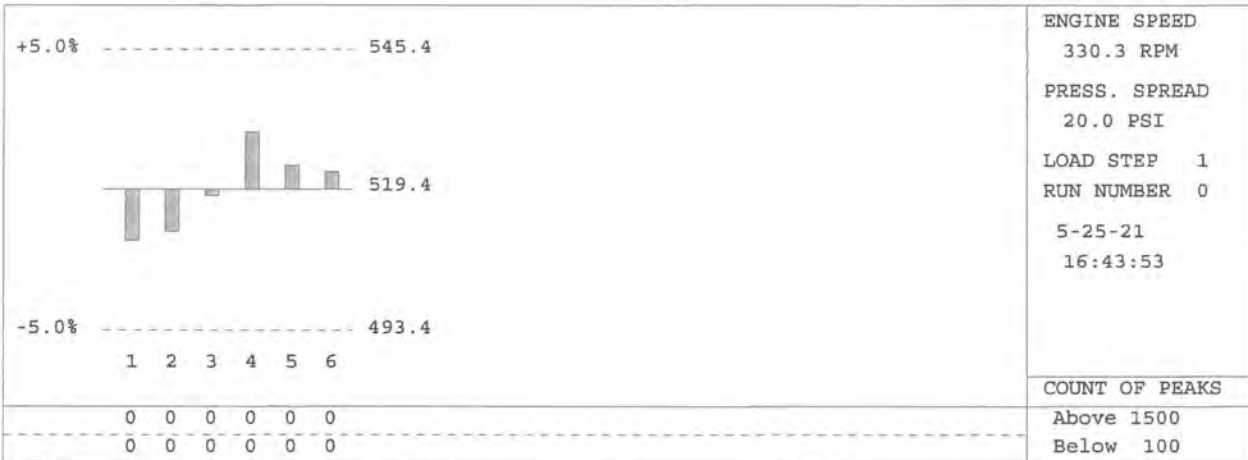 +5.0% 545.4
519.4
-5.0% 493.4
1 2 3 4 5 6
0 0 0 0 0 0
0 0 0 0 0 0
ENGINE SPEED
330.3 RPM
PRESS. SPREAD
20.0 PSI
LOAD STEP 1
RUN NUMBER 0
5-25-21
16:43:53
COUNT OF PEAKS
Above 1500
Below 100